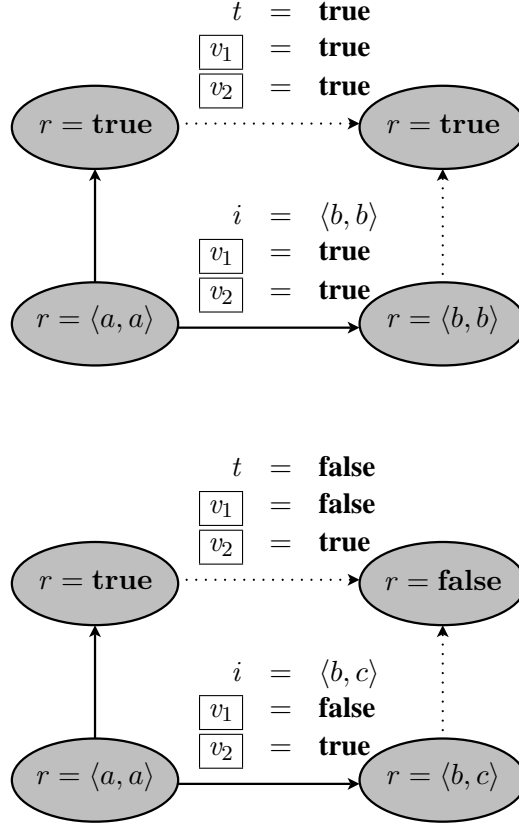 t = true
v₁ = true
v₂ = true
r = true r = true
i = ⟨b, b⟩
v₁ = true
v₂ = true
r = ⟨a, a⟩ r = ⟨b, b⟩
t = false
v₁ = false
v₂ = true
r = true r = false
i = ⟨b, c⟩
v₁ = false
v₂ = true
r = ⟨a, a⟩ r = ⟨b, c⟩